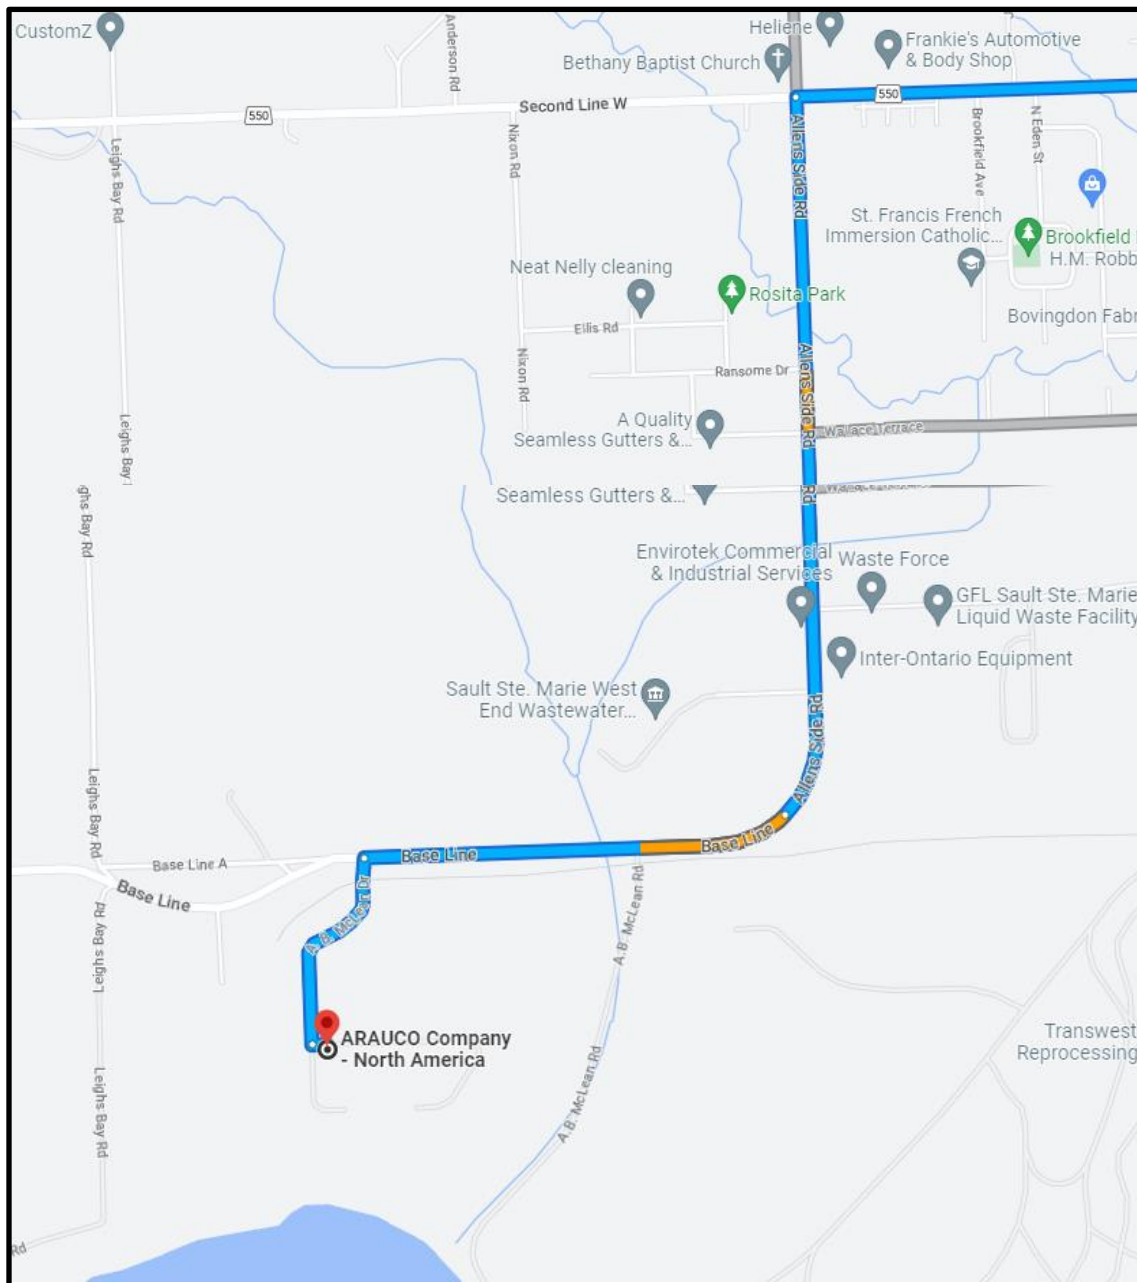 CustomZ
Anderson Rd
Heliene
Frankie's Automotive
& Body Shop
Bethany Baptist Church
550
Second Line W
550
Leighs Bay Rd
Nixon Rd
Allens Side Rd
Brookfield Ave
N Eden St
St. Francis French
Immersion Catholic...
Brookfield
H.M. Robb
Neat Nelly cleaning
Rosita Park
Bovingdon Fabr
Ellis Rd
Nixon Rd
Ransome Dr
Allens Side Rd
A Quality
Seamless Gutters &...
Wallace Terrace
Leighs Bay
Seamless Gutters &...
Rd
ghs Bay Rd
Envirotek Commercial
& Industrial Services
Waste Force
GFL Sault Ste. Marie
Liquid Waste Facility
Inter-Ontario Equipment
Sault Ste. Marie West
End Wastewater...
Allens Side Rd
Leighs Bay Rd
Base Line
Base Line
Base Line A
Base Line
A.B. McLean Rd
Leighs Bay Rd
ARAUCO Company
- North America
Transwest
Reprocessing
A.B. McLean Rd
Leighs Bay Rd
Rd